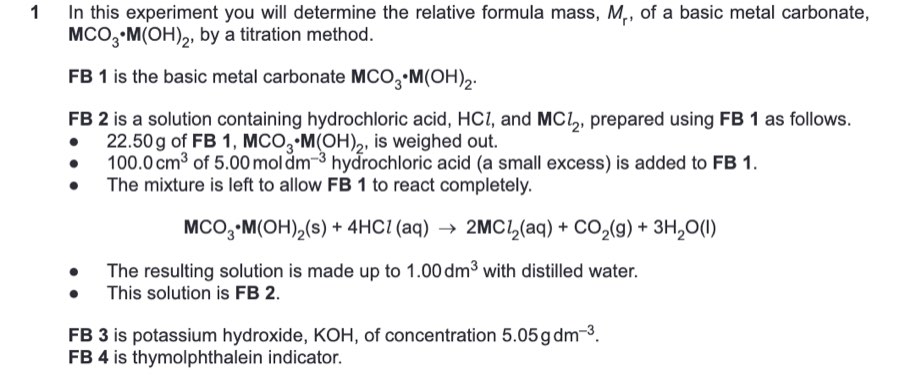 1 In this experiment you will determine the relative formula mass, Mᵣ, of a basic metal carbonate,
MCO₃•M(OH)₂, by a titration method.
FB 1 is the basic metal carbonate MCO₃•M(OH)₂.
FB 2 is a solution containing hydrochloric acid, HCl, and MCl₂, prepared using FB 1 as follows.
• 22.50 g of FB 1, MCO₃•M(OH)₂, is weighed out.
• 100.0 cm³ of 5.00 mol dm⁻³ hydrochloric acid (a small excess) is added to FB 1.
• The mixture is left to allow FB 1 to react completely.
MCO₃•M(OH)₂(s) + 4HCl (aq) → 2MCl₂(aq) + CO₂(g) + 3H₂O(l)
• The resulting solution is made up to 1.00 dm³ with distilled water.
• This solution is FB 2.
FB 3 is potassium hydroxide, KOH, of concentration 5.05 g dm⁻³.
FB 4 is thymolphthalein indicator.